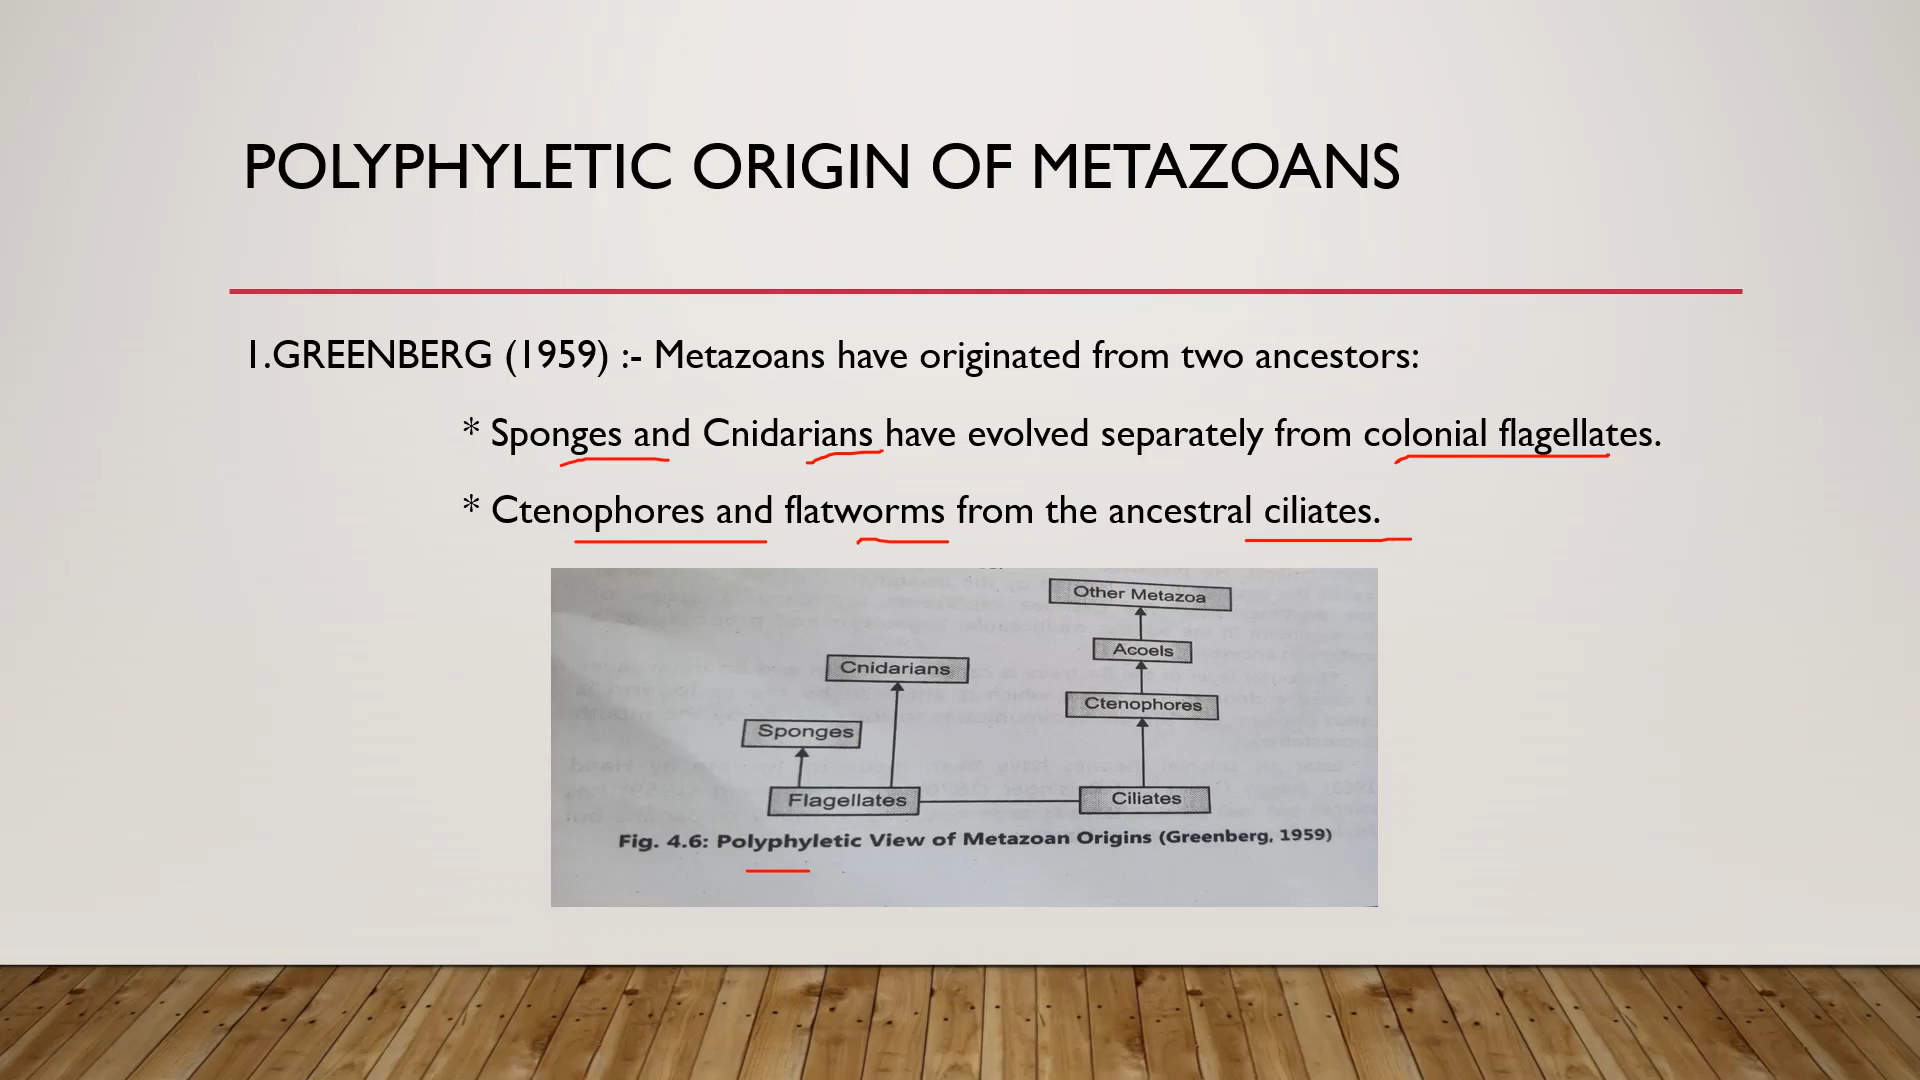 POLYPHYLETIC ORIGIN OF METAZOANS
1.GREENBERG (1959) :- Metazoans have originated from two ancestors:
* Sponges and Cnidarians have evolved separately from colonial flagellates.
* Ctenophores and flatworms from the ancestral ciliates.
Other Metazoa
Acoels
Cnidarians
Ctenophores
Sponges
Flagellates
Ciliates
Fig. 4.6: Polyphyletic View of Metazoan Origins (Greenberg, 1959)